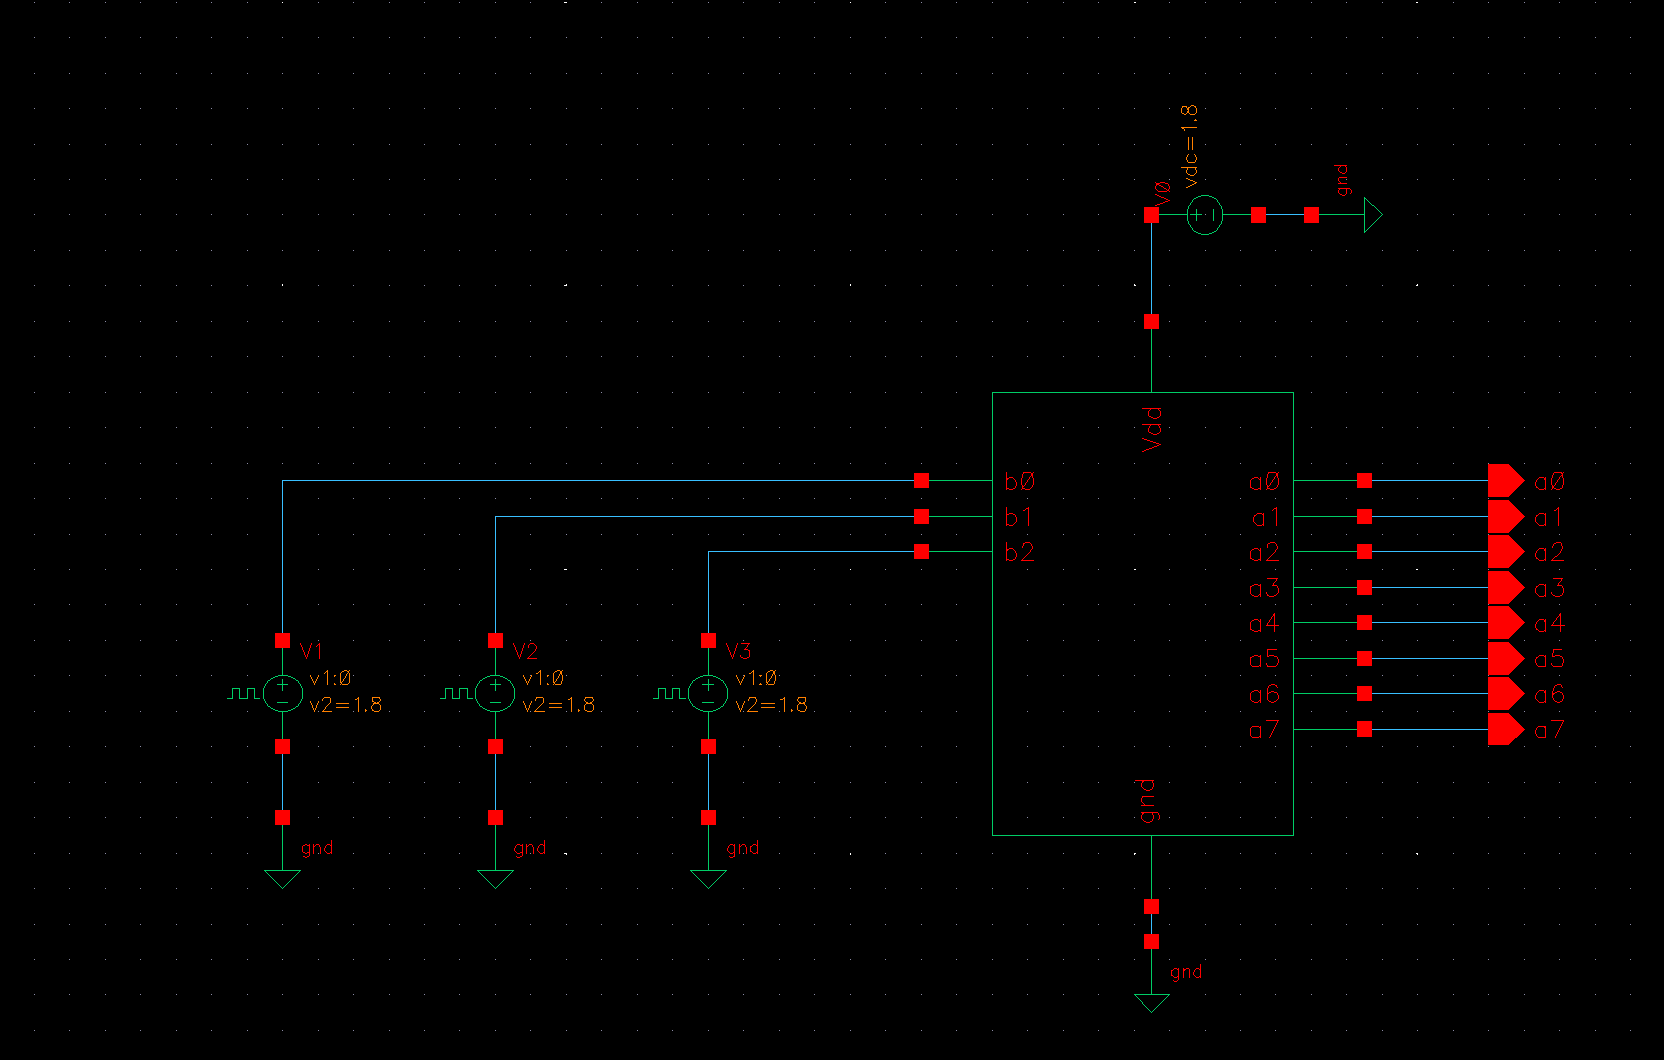 vdc=1.8
V0
gnd
Vdd
b0
b1
b2
a0
a1
a2
a3
a4
a5
a6
a7
gnd
a0
a1
a2
a3
a4
a5
a6
a7
V1
v1:0
v2=1.8
gnd
V2
v1:0
v2=1.8
gnd
V3
v1:0
v2=1.8
gnd
gnd